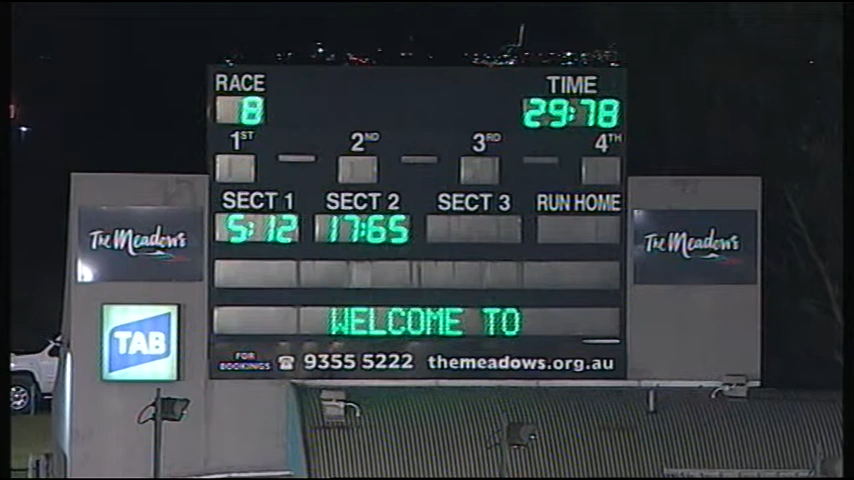 RACE TIME
8 29:78
1ST 2ND 3RD 4TH
SECT 1 SECT 2 SECT 3 RUN HOME
5:12 17:65
The Meadows
The Meadows
WELCOME TO
TAB
FOR BOOKINGS ☎ 9355 5222 themeadows.org.au